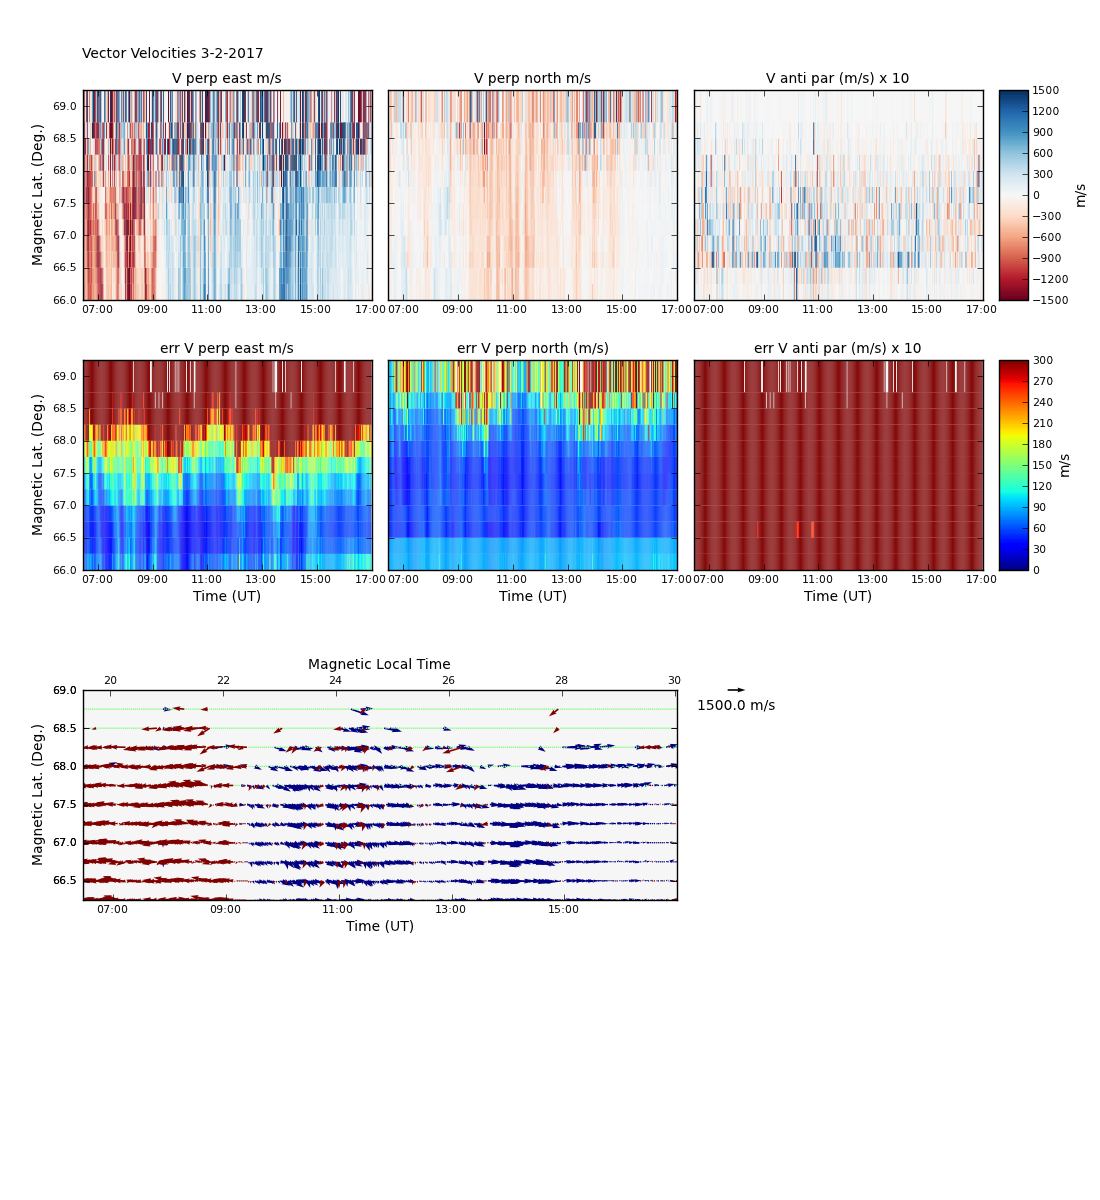 Vector Velocities 3-2-2017
V perp east m/s
V perp north m/s
V anti par (m/s) x 10
Magnetic Lat. (Deg.)
69.0
68.5
68.0
67.5
67.0
66.5
66.0
07:00 09:00 11:00 13:00 15:00 17:00
07:00 09:00 11:00 13:00 15:00 17:00
07:00 09:00 11:00 13:00 15:00 17:00
1500
1200
900
600
300
0
−300
−600
−900
−1200
−1500
m/s
err V perp east m/s
err V perp north (m/s)
err V anti par (m/s) x 10
Magnetic Lat. (Deg.)
69.0
68.5
68.0
67.5
67.0
66.5
66.0
07:00 09:00 11:00 13:00 15:00 17:00
07:00 09:00 11:00 13:00 15:00 17:00
07:00 09:00 11:00 13:00 15:00 17:00
Time (UT)
Time (UT)
Time (UT)
300
270
240
210
180
150
120
90
60
30
0
m/s
Magnetic Local Time
20 22 24 26 28 30
Magnetic Lat. (Deg.)
69.0
68.5
68.0
67.5
67.0
66.5
07:00 09:00 11:00 13:00 15:00
Time (UT)
1500.0 m/s